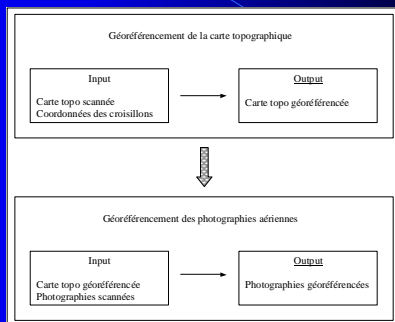 Géoréférencement de la carte topographique
Input
Carte topo scannée
Coordonnées des croisillons
Output
Carte topo géoréférencée
Géoréférencement des photographies aériennes
Input
Carte topo géoréférencée
Photographies scannées
Output
Photographies géoréférencées